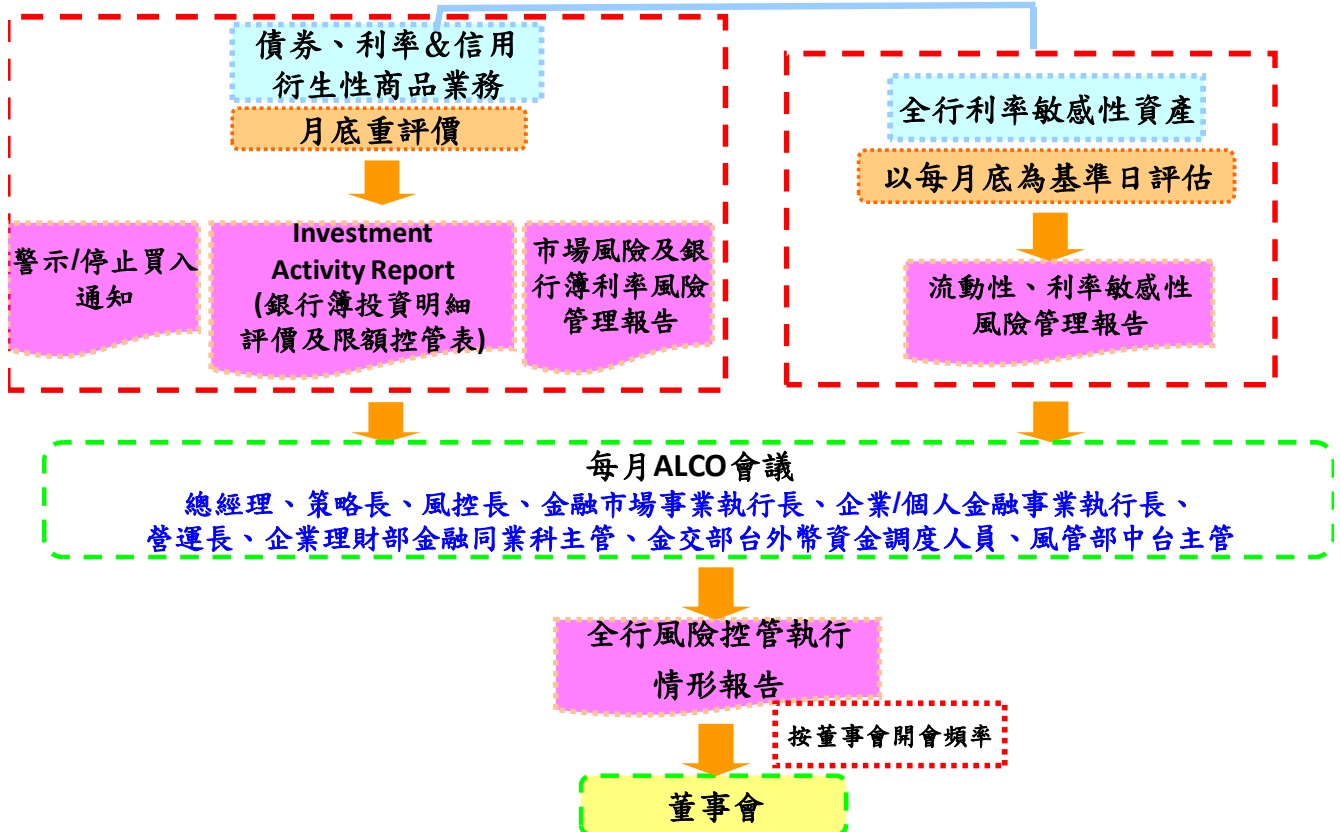 債券、利率&信用
衍生性商品業務
月底重評價
警示/停止買入
通知
Investment
Activity Report
(銀行簿投資明細
評價及限額控管表)
市場風險及銀
行簿利率風險
管理報告
全行利率敏感性資產
以每月底為基準日評估
流動性、利率敏感性
風險管理報告
每月ALCO會議
總經理、策略長、風控長、金融市場事業執行長、企業/個人金融事業執行長、
營運長、企業理財部金融同業科主管、金交部台外幣資金調度人員、風管部中台主管
全行風險控管執行
情形報告
按董事會開會頻率
董事會